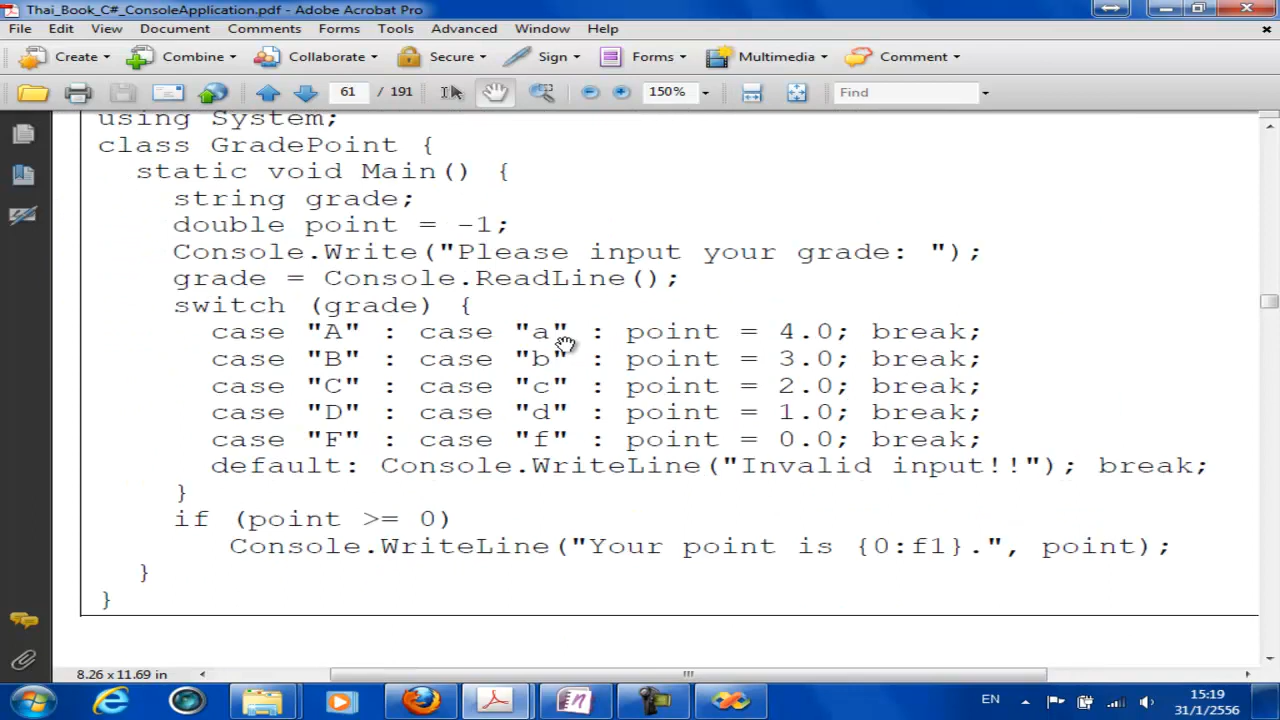 Thai_Book_C#_ConsoleApplication.pdf - Adobe Acrobat Pro
File Edit View Document Comments Forms Tools Advanced Window Help
Create Combine Collaborate Secure Sign Forms Multimedia Comment
61 / 191 150% Find
using System;
class GradePoint {
static void Main() {
string grade;
double point = -1;
Console.Write("Please input your grade: ");
grade = Console.ReadLine();
switch (grade) {
case "A" : case "a" : point = 4.0; break;
case "B" : case "b" : point = 3.0; break;
case "C" : case "c" : point = 2.0; break;
case "D" : case "d" : point = 1.0; break;
case "F" : case "f" : point = 0.0; break;
default: Console.WriteLine("Invalid input!!"); break;
}
if (point >= 0)
Console.WriteLine("Your point is {0:f1}.", point);
}
}
8.26 x 11.69 in
EN
15:19
31/1/2556